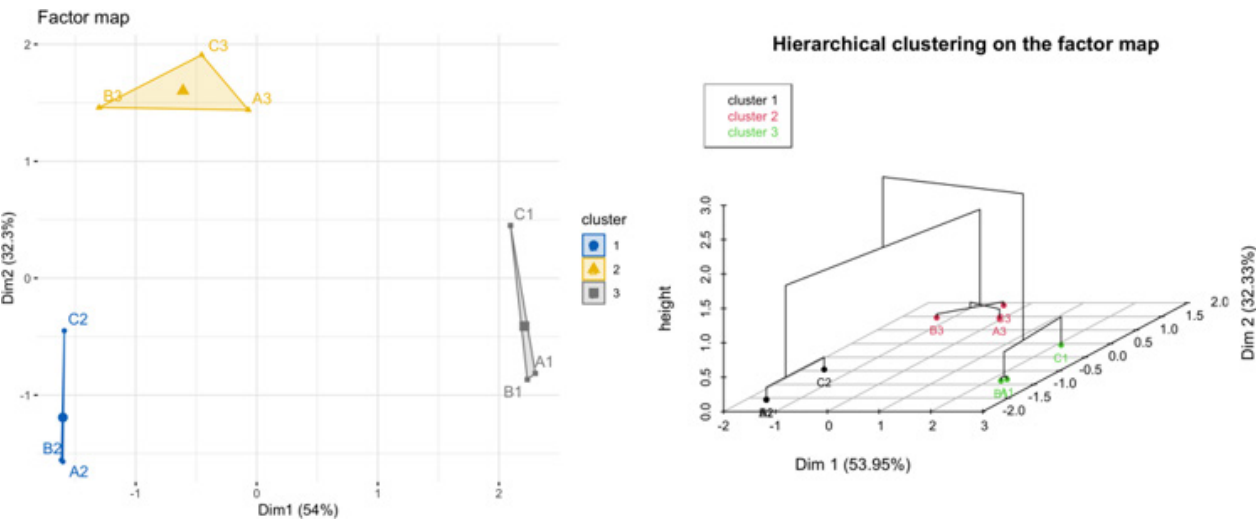 Factor map
2
1
0
-1
Dim2 (32.3%)
C3
B3
A3
C1
A1
B1
C2
B2
A2
-1
0
1
2
Dim1 (54%)
cluster
1
2
3
Hierarchical clustering on the factor map
cluster 1
cluster 2
cluster 3
height
3.0
2.5
2.0
1.5
1.0
0.5
0.0
B3
A3
C1
C2
-2
-1
0
1
2
3
Dim 1 (53.95%)
-2.0
-1.5
-1.0
-0.5
0.0
0.5
1.0
1.5
2.0
Dim 2 (32.33%)